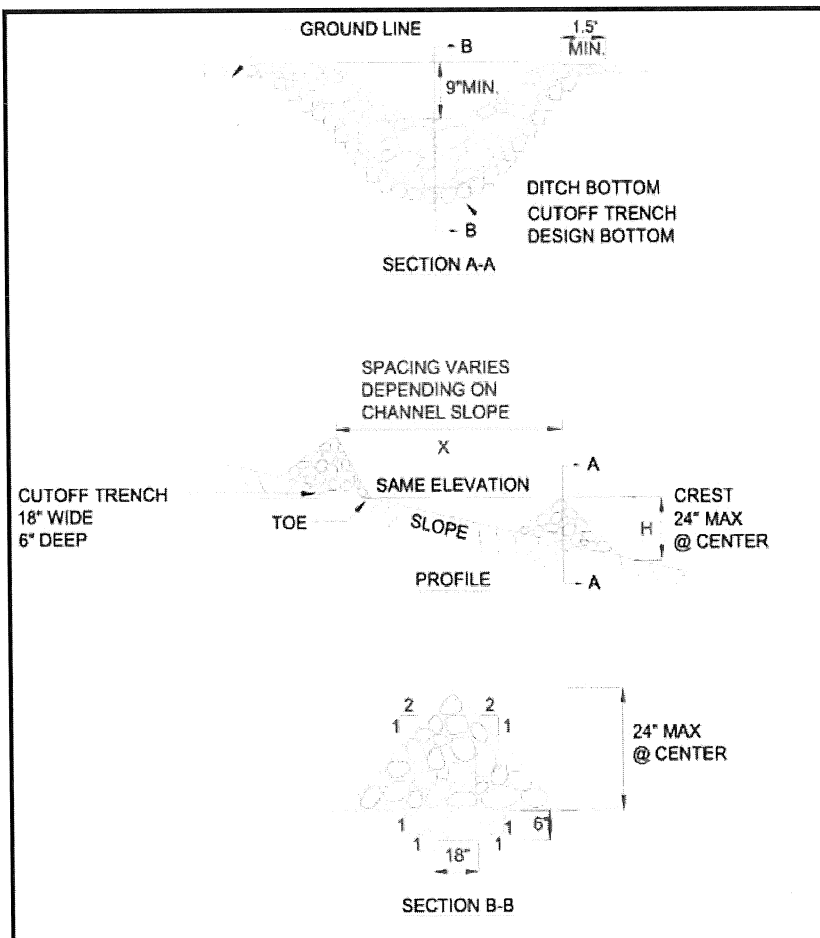 GROUND LINE
B
1.5'
MIN.
9"MIN.
DITCH BOTTOM
CUTOFF TRENCH
DESIGN BOTTOM
B
SECTION A-A
SPACING VARIES
DEPENDING ON
CHANNEL SLOPE
X
A
SAME ELEVATION
CUTOFF TRENCH
18" WIDE
6" DEEP
TOE
SLOPE
H
CREST
24" MAX
@ CENTER
PROFILE
A
2
1
2
1
24" MAX
@ CENTER
1
1
1
1
6"
18"
SECTION B-B